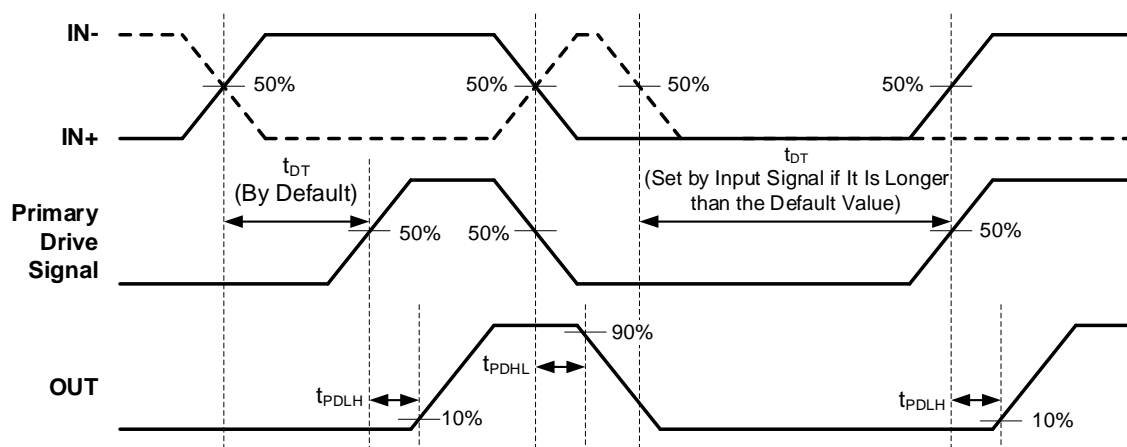 IN-
50%
50%
50%
50%
IN+
tDT
(By Default)
tDT
(Set by Input Signal if It Is Longer
than the Default Value)
Primary
Drive
Signal
50%
50%
50%
OUT
tPDLH
10%
tPDHL
90%
tPDLH
10%